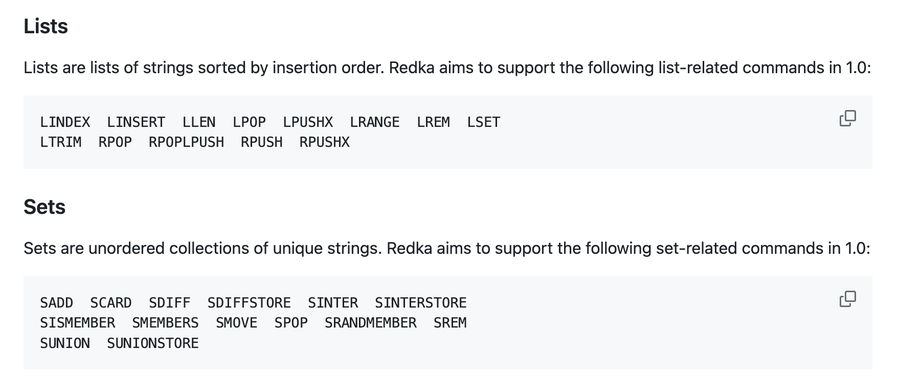 Lists
Lists are lists of strings sorted by insertion order. Redka aims to support the following list-related commands in 1.0:
LINDEX  LINSERT  LLEN  LPOP  LPUSHX  LRANGE  LREM  LSET
LTRIM  RPOP  RPOPLPUSH  RPUSH  RPUSHX
Sets
Sets are unordered collections of unique strings. Redka aims to support the following set-related commands in 1.0:
SADD  SCARD  SDIFF  SDIFFSTORE  SINTER  SINTERSTORE
SISMEMBER  SMEMBERS  SMOVE  SPOP  SRANDMEMBER  SREM
SUNION  SUNIONSTORE